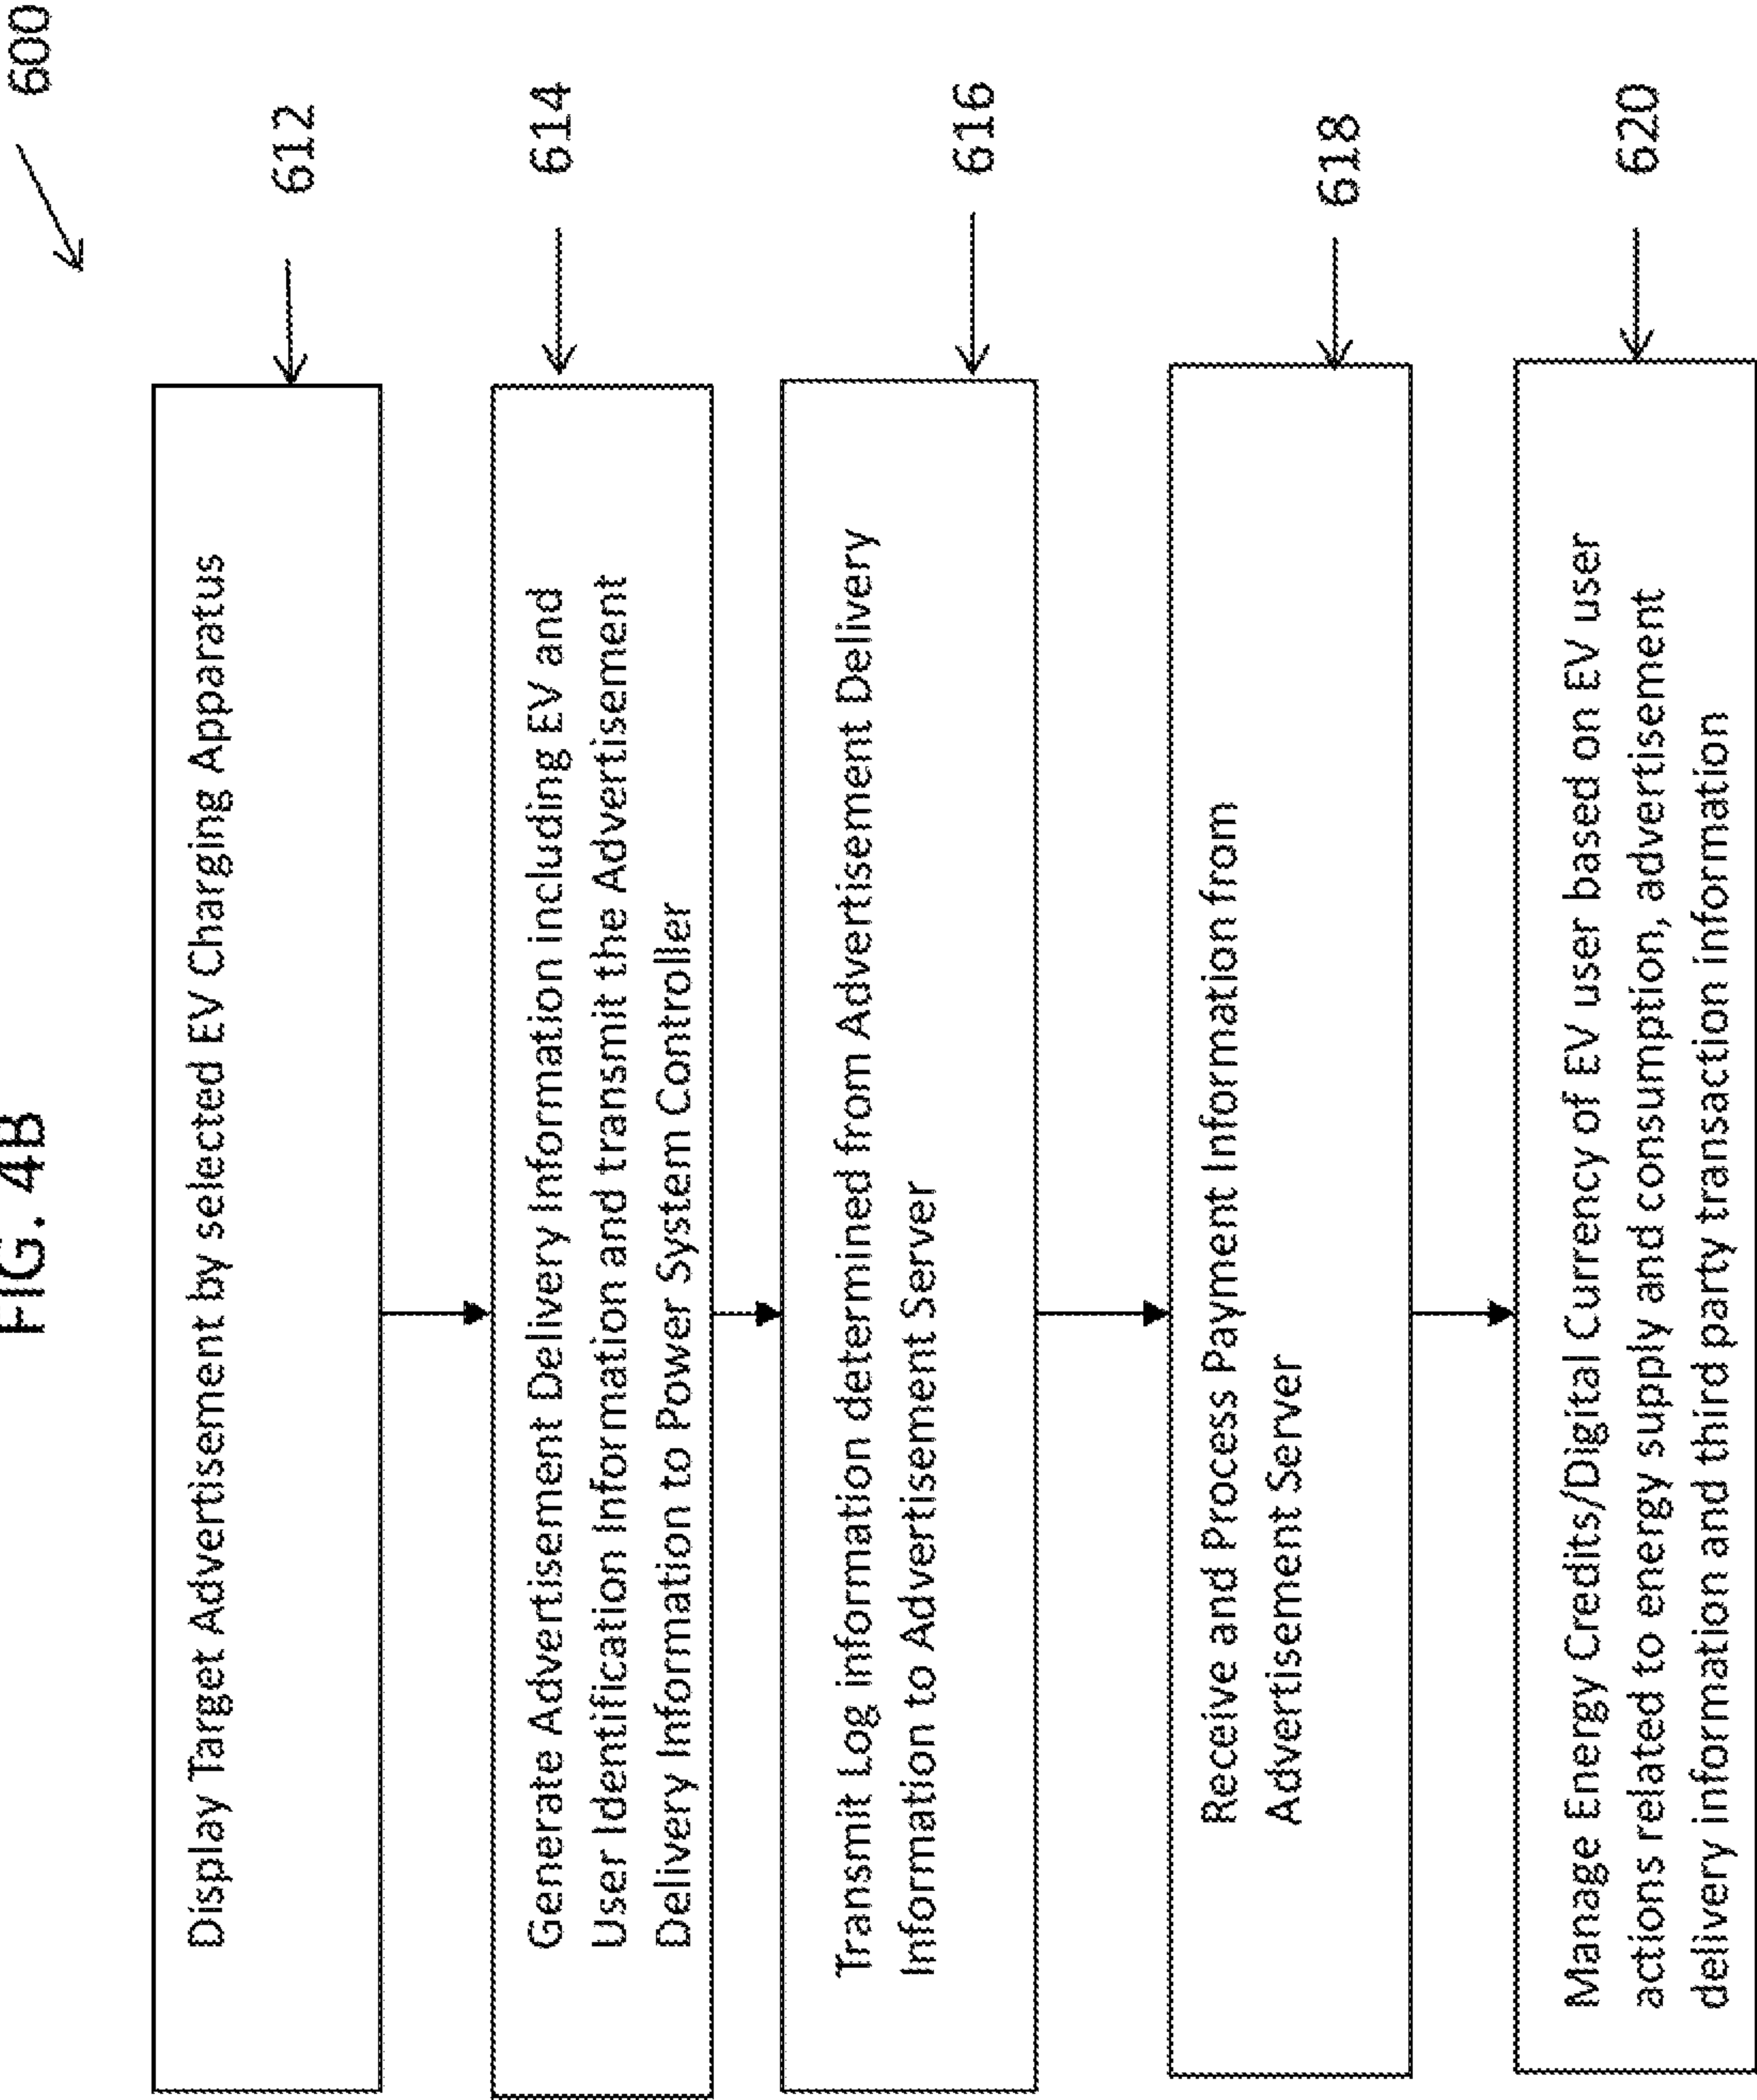 FIG. 4B
600
Display Target Advertisement by selected EV Charging Apparatus
612
Generate Advertisement Delivery Information including EV and
User Identification Information and transmit the Advertisement
Delivery Information to Power System Controller
614
Transmit Log information determined from Advertisement Delivery
Information to Advertisement Server
616
Receive and Process Payment Information from
Advertisement Server
618
Manage Energy Credits/Digital Currency of EV user based on EV user
actions related to energy supply and consumption, advertisement
delivery information and third party transaction information
620